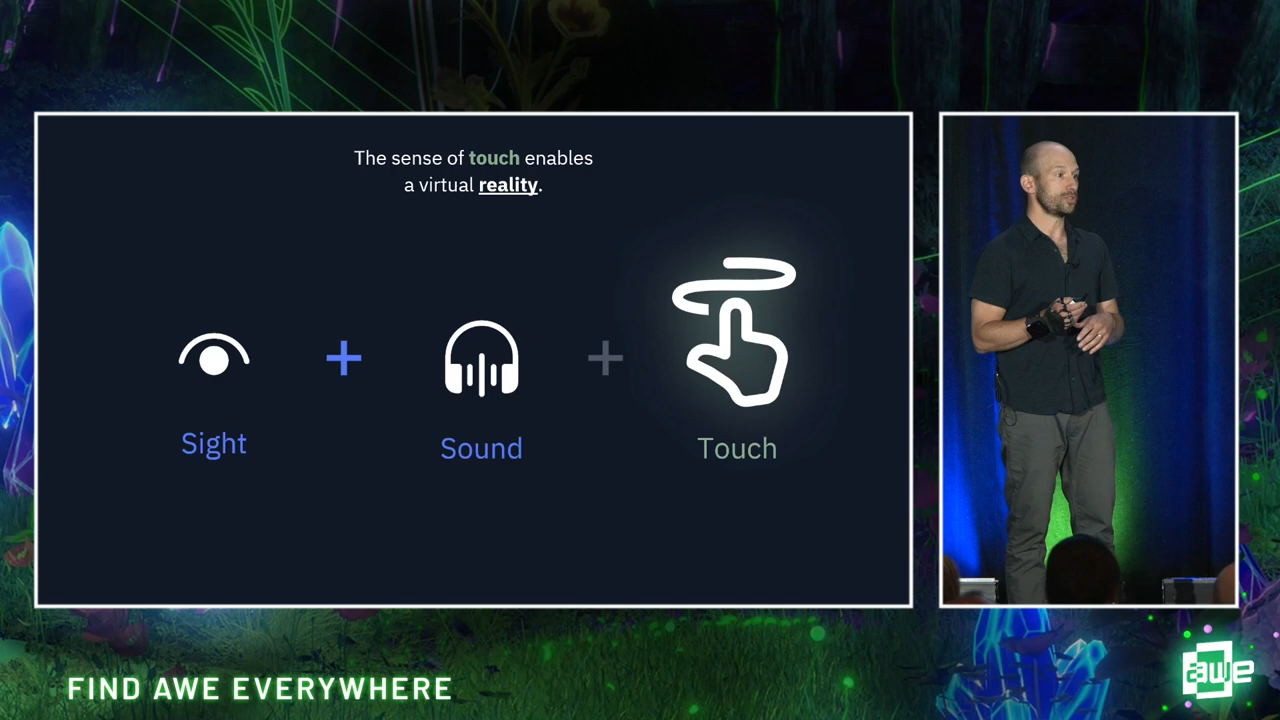 The sense of touch enables
a virtual reality.
Sight
Sound
Touch
FIND AWE EVERYWHERE
awe